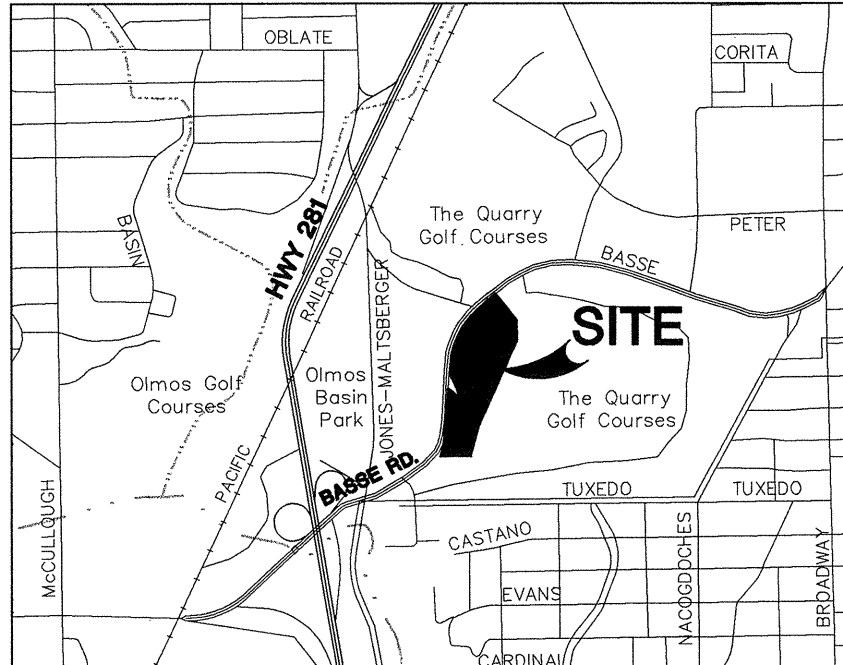 OBLATE
CORITA
BASIN
HWY 281
The Quarry
Golf Courses
PETER
BASSE
RAILROAD
JONES-MALTSBERGER
SITE
Olmos Golf
Courses
Olmos
Basin
Park
The Quarry
Golf Courses
PACIFIC
BASSE RD.
TUXEDO
TUXEDO
McCULLOUGH
CASTANO
NACOGDOCHES
BROADWAY
EVANS
CARDINAL